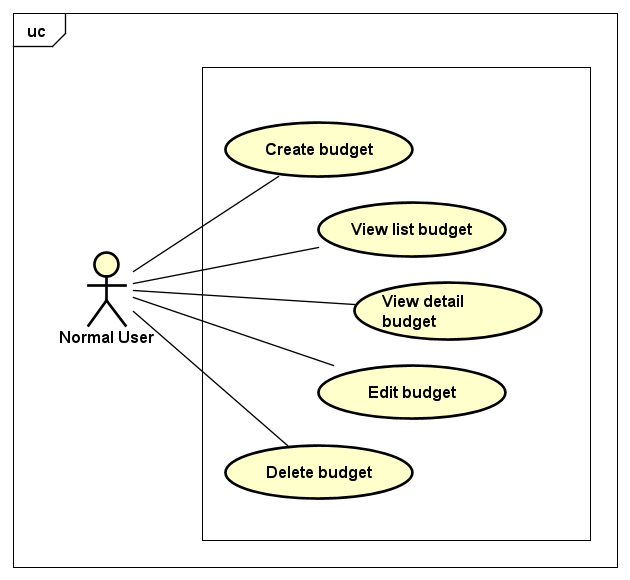 uc
Create budget
View list budget
View detail
budget
Normal User
Edit budget
Delete budget